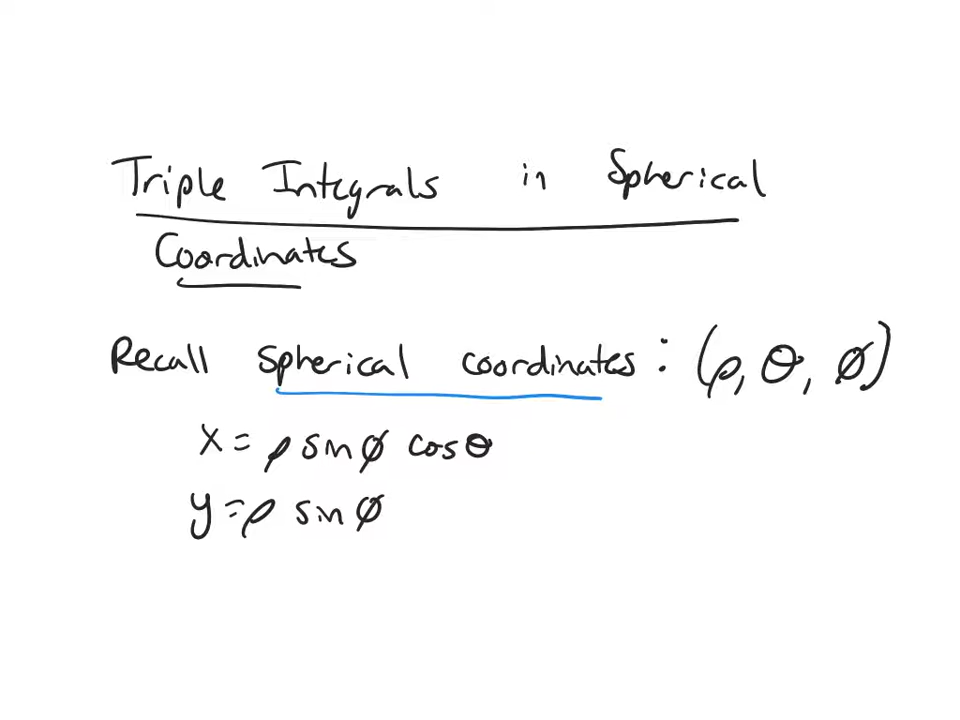 Triple Integrals in Spherical
Coordinates
Recall Spherical coordinates: (ρ, θ, φ)
x = ρ sin φ cos θ
y = ρ sin φ